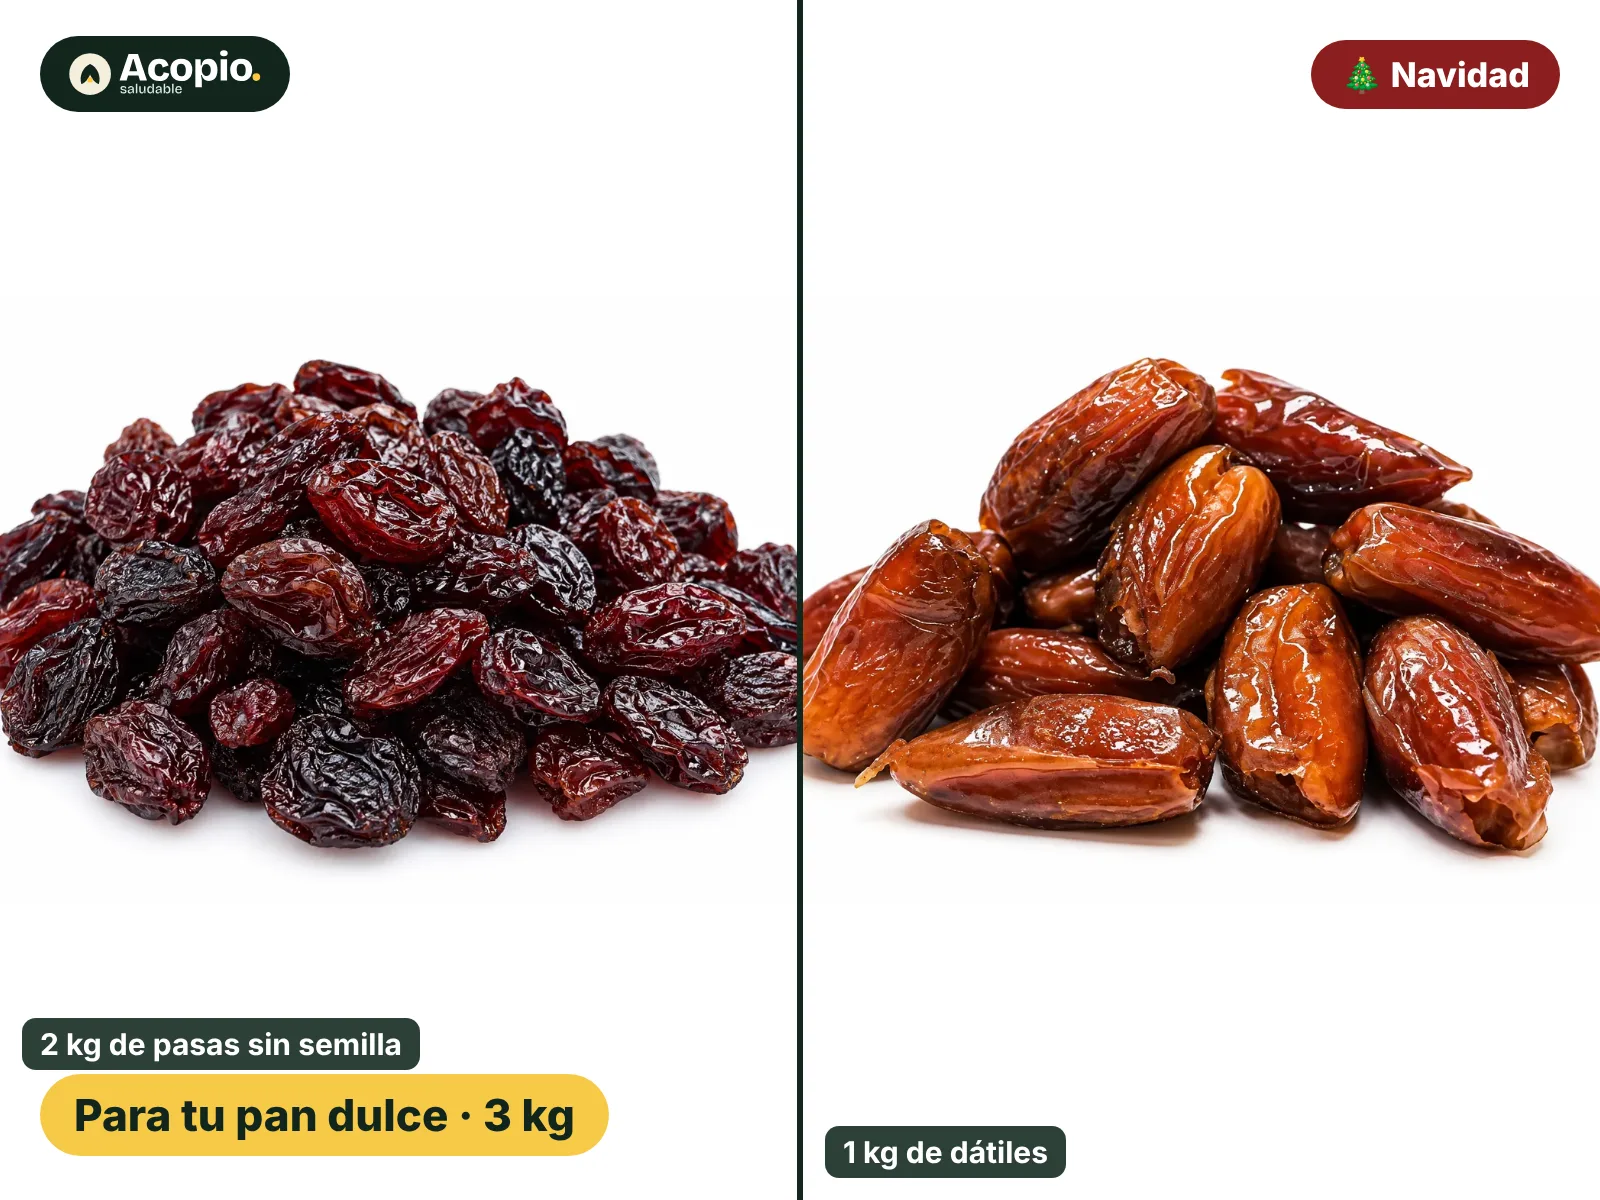 Acopio.
saludable
🎄 Navidad
2 kg de pasas sin semilla
Para tu pan dulce · 3 kg
1 kg de dátiles